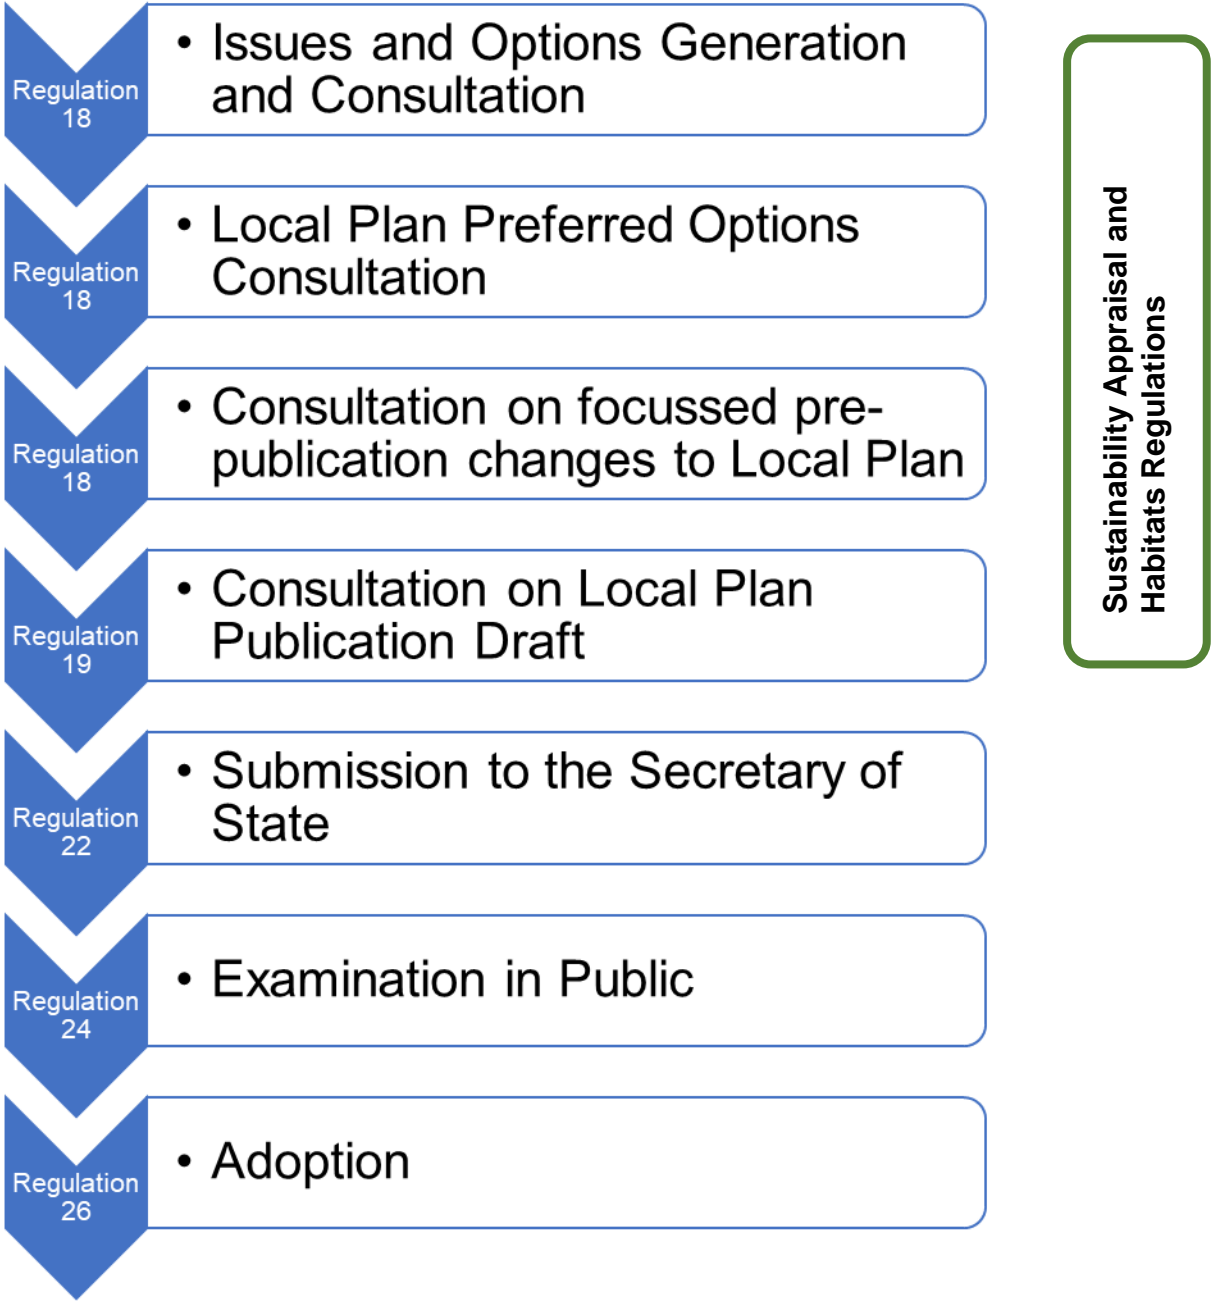 Regulation
18
• Issues and Options Generation
and Consultation
Regulation
18
• Local Plan Preferred Options
Consultation
Regulation
18
• Consultation on focussed pre-
publication changes to Local Plan
Regulation
19
• Consultation on Local Plan
Publication Draft
Regulation
22
• Submission to the Secretary of
State
Regulation
24
• Examination in Public
Regulation
26
• Adoption
Sustainability Appraisal and
Habitats Regulations